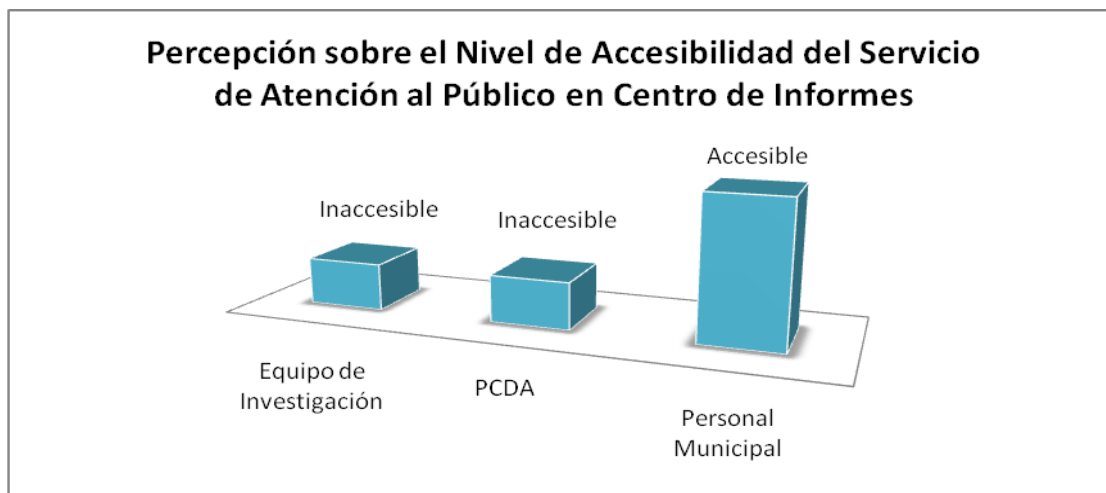 Percepción sobre el Nivel de Accesibilidad del Servicio
de Atención al Público en Centro de Informes
Accesible
Inaccesible
Inaccesible
Equipo de
Investigación
PCDA
Personal
Municipal